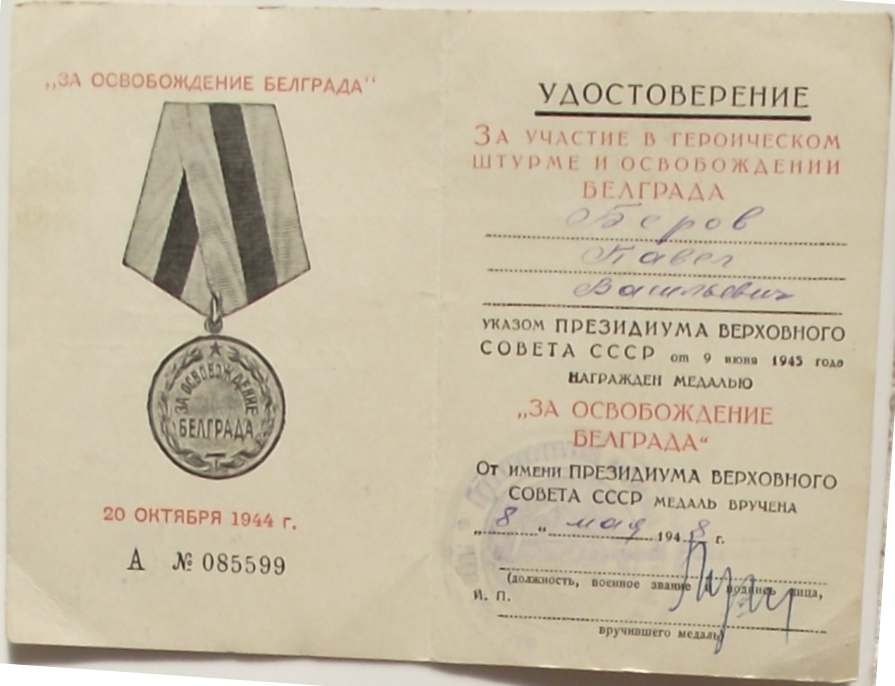 „ЗА ОСВОБОЖДЕНИЕ БЕЛГРАДА“
ЗА ОСВОБОЖДЕНИЕ
БЕЛГРАДА
20 ОКТЯБРЯ 1944 г.
А № 085599
УДОСТОВЕРЕНИЕ
ЗА УЧАСТИЕ В ГЕРОИЧЕСКОМ
ШТУРМЕ И ОСВОБОЖДЕНИИ
БЕЛГРАДА
Беров
Павел
Васильевич
УКАЗОМ ПРЕЗИДИУМА ВЕРХОВНОГО
СОВЕТА СССР от 9 июня 1945 года
НАГРАЖДЕН МЕДАЛЬЮ
„ЗА ОСВОБОЖДЕНИЕ
БЕЛГРАДА“
ОТ ИМЕНИ ПРЕЗИДИУМА ВЕРХОВНОГО
СОВЕТА СССР МЕДАЛЬ ВРУЧЕНА
„8“ мая 1948 г.
(должность, военное звание и подпись лица,
И. П.
вручившего медаль)